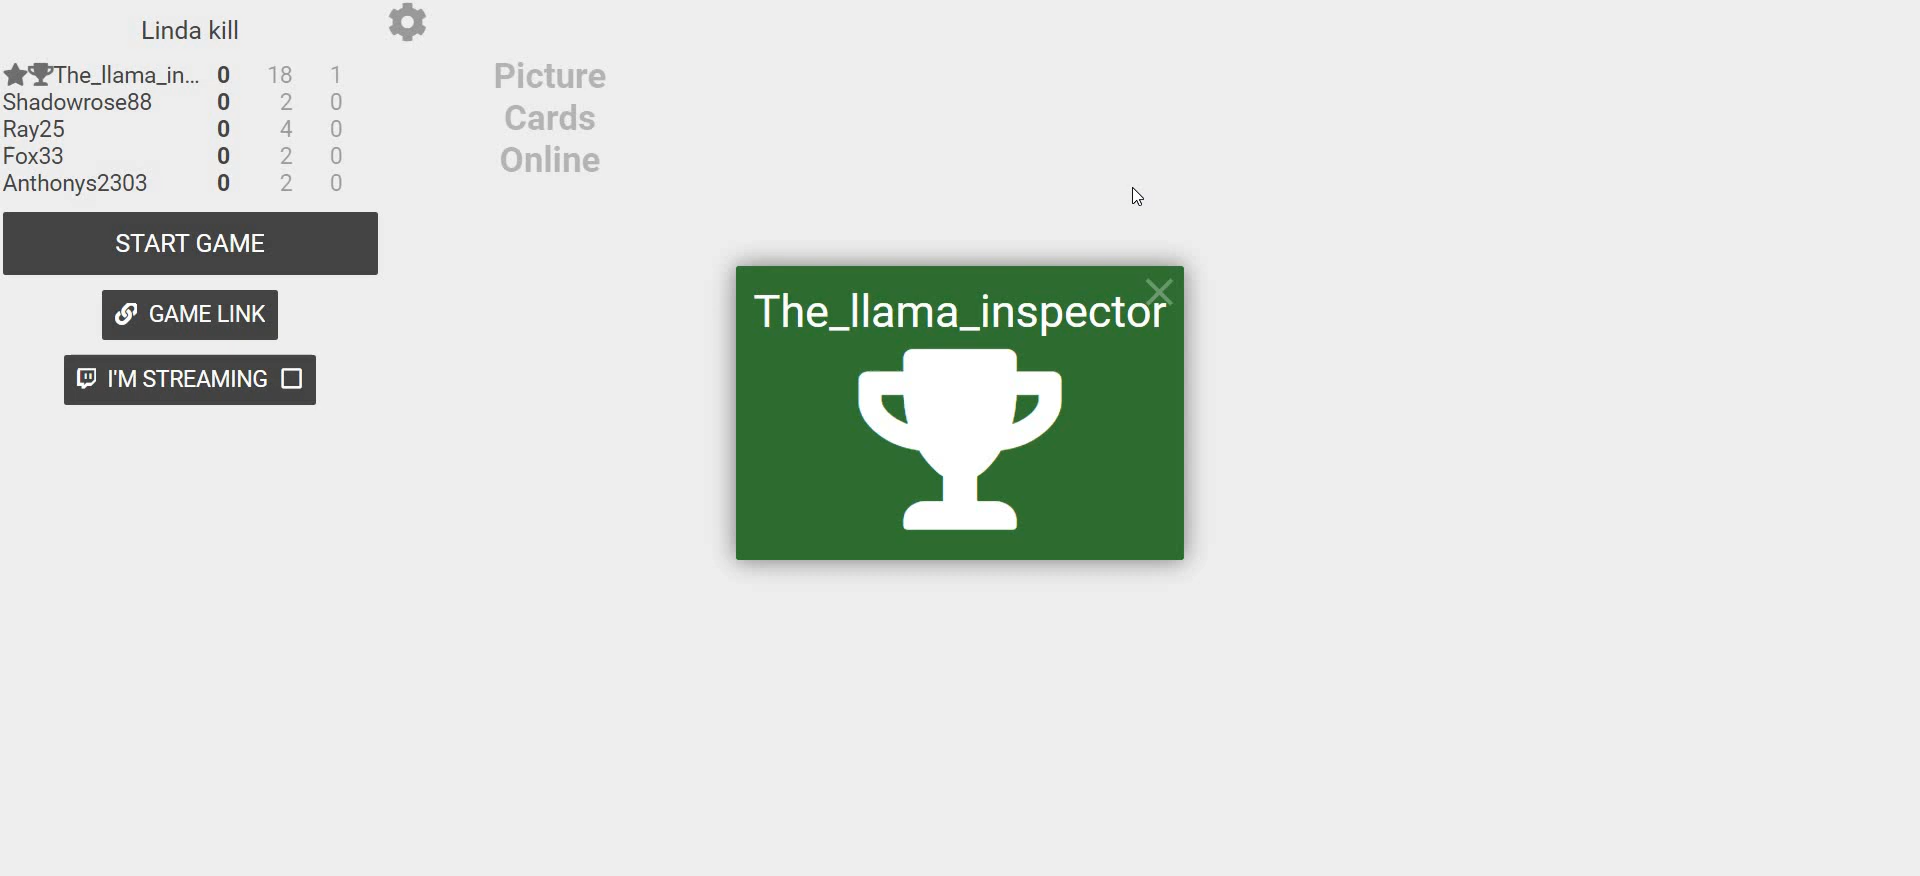 Linda kill
The_llama_in... 0 18 1
Shadowrose88 0 2 0
Ray25 0 4 0
Fox33 0 2 0
Anthonys2303 0 2 0
START GAME
GAME LINK
I'M STREAMING
Picture
Cards
Online
The_llama_inspector